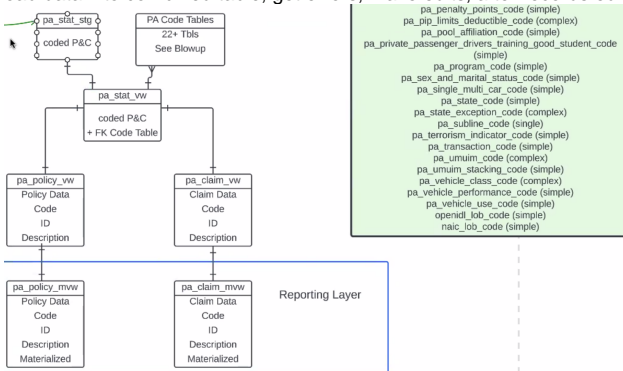 pa_stat_stg
coded P&C
PA Code Tables
22+ Tbls
See Blowup
pa_stat_vw
coded P&C
+ FK Code Table
pa_policy_vw
Policy Data
Code
ID
Description
pa_claim_vw
Claim Data
Code
ID
Description
pa_policy_mvw
Policy Data
Code
ID
Description
Materialized
pa_claim_mvw
Claim Data
Code
ID
Description
Materialized
Reporting Layer
pa_penalty_points_code (simple)
pa_pip_limits_deductible (complex)
pa_pool_affiliation_code (simple)
pa_private_passenger_drivers_training_good_student_code
(simple)
pa_program_code (simple)
pa_sex_and_marital_status_code (simple)
pa_single_multi_car_code (simple)
pa_state_code (simple)
pa_state_exception_code (complex)
pa_subline_code (single)
pa_terrorism_indicator_code (simple)
pa_transaction_code (simple)
pa_umuim_code (complex)
pa_umuim_stacking_code (simple)
pa_vehicle_class_code (complex)
pa_vehicle_performance_code (simple)
pa_vehicle_use_code (simple)
openidl_lob_code (simple)
naic_lob_code (simple)